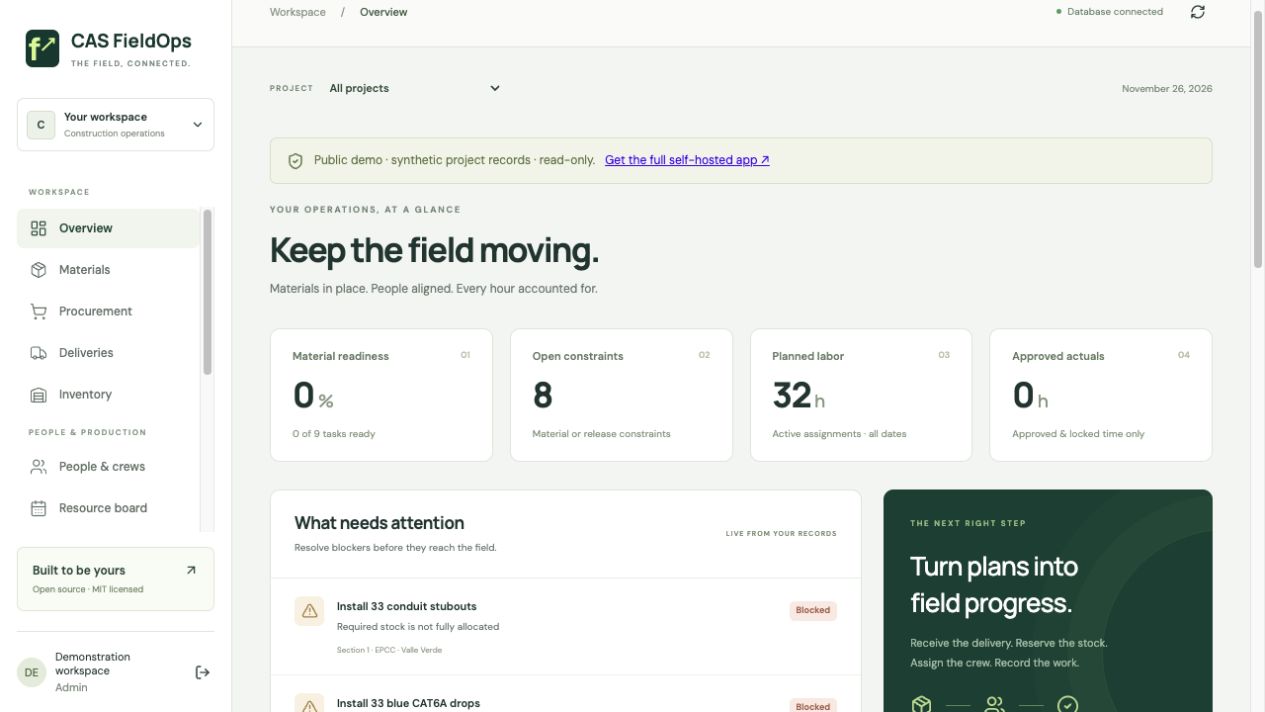 CAS FieldOps
THE FIELD, CONNECTED.
C
Your workspace
Construction operations
WORKSPACE
Overview
Materials
Procurement
Deliveries
Inventory
PEOPLE & PRODUCTION
People & crews
Resource board
Built to be yours
Open source · MIT licensed
DE
Demonstration
workspace
Admin
Workspace / Overview
Database connected
PROJECT All projects
November 26, 2026
Public demo · synthetic project records · read-only. Get the full self-hosted app ↗
YOUR OPERATIONS, AT A GLANCE
Keep the field moving.
Materials in place. People aligned. Every hour accounted for.
Material readiness 01
0 %
0 of 9 tasks ready
Open constraints 02
8
Material or release constraints
Planned labor 03
32 h
Active assignments · all dates
Approved actuals 04
0 h
Approved & locked time only
What needs attention
Resolve blockers before they reach the field.
LIVE FROM YOUR RECORDS
Install 33 conduit stubouts
Required stock is not fully allocated
Section 1 · EPCC · Valle Verde
Blocked
Install 33 blue CAT6A drops
Blocked
THE NEXT RIGHT STEP
Turn plans into
field progress.
Receive the delivery. Reserve the stock.
Assign the crew. Record the work.